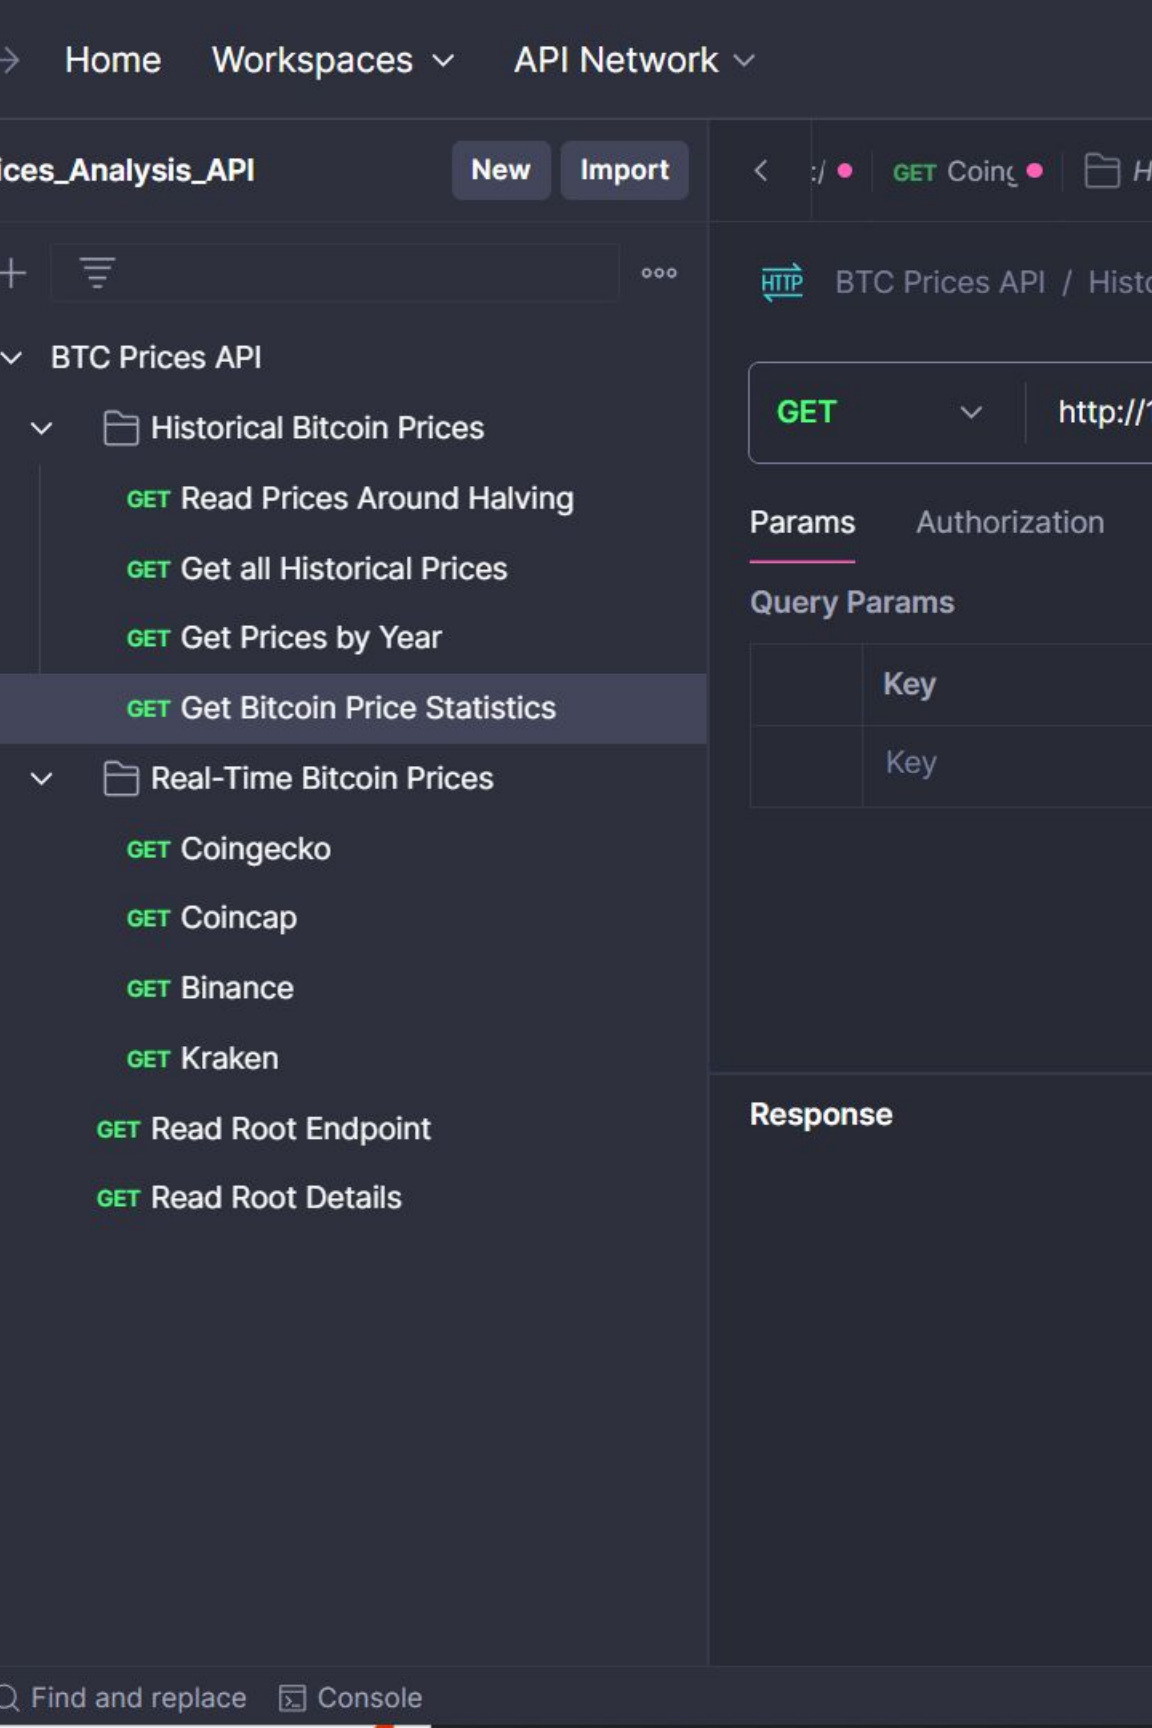 Home Workspaces API Network
ices_Analysis_API New Import
:/ GET Coing H
HTTP BTC Prices API / Histo
BTC Prices API
Historical Bitcoin Prices
GET Read Prices Around Halving
GET Get all Historical Prices
GET Get Prices by Year
GET Get Bitcoin Price Statistics
Real-Time Bitcoin Prices
GET Coingecko
GET Coincap
GET Binance
GET Kraken
GET Read Root Endpoint
GET Read Root Details
GET http://1
Params Authorization
Query Params
Key
Key
Response
Find and replace Console